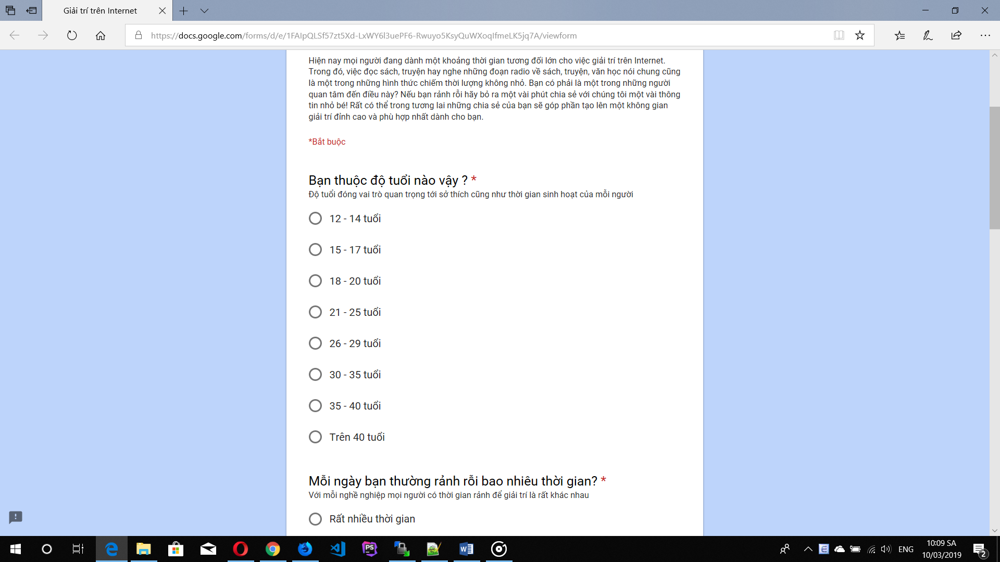 Giải trí trên Internet
https://docs.google.com/forms/d/e/1FAIpQLSf57zt5Xd-LxWY6l3uePF6-Rwuyo5KsyQuWXoqIfmeLK5jq7A/viewform
Hiện nay mọi người đang dành một khoảng thời gian tương đối lớn cho việc giải trí trên Internet.
Trong đó, việc đọc sách, truyện hay nghe những đoạn radio về sách, truyện, văn học nói chung cũng
là một trong những hình thức chiếm thời lượng không nhỏ. Bạn có phải là một trong những người
quan tâm đến điều này? Nếu bạn rảnh rỗi hãy bỏ ra một vài phút chia sẻ với chúng tôi một vài thông
tin nhỏ bé! Rất có thể trong tương lai những chia sẻ của bạn sẽ góp phần tạo lên một không gian
giải trí đỉnh cao và phù hợp nhất dành cho bạn.
*Bắt buộc
Bạn thuộc độ tuổi nào vậy ? *
Độ tuổi đóng vai trò quan trọng tới sở thích cũng như thời gian sinh hoạt của mỗi người
12 - 14 tuổi
15 - 17 tuổi
18 - 20 tuổi
21 - 25 tuổi
26 - 29 tuổi
30 - 35 tuổi
35 - 40 tuổi
Trên 40 tuổi
Mỗi ngày bạn thường rảnh rỗi bao nhiêu thời gian? *
Với mỗi nghề nghiệp mọi người có thời gian rảnh để giải trí là rất khác nhau
Rất nhiều thời gian
PS
W
E
ENG
10:09 SA
10/03/2019
2